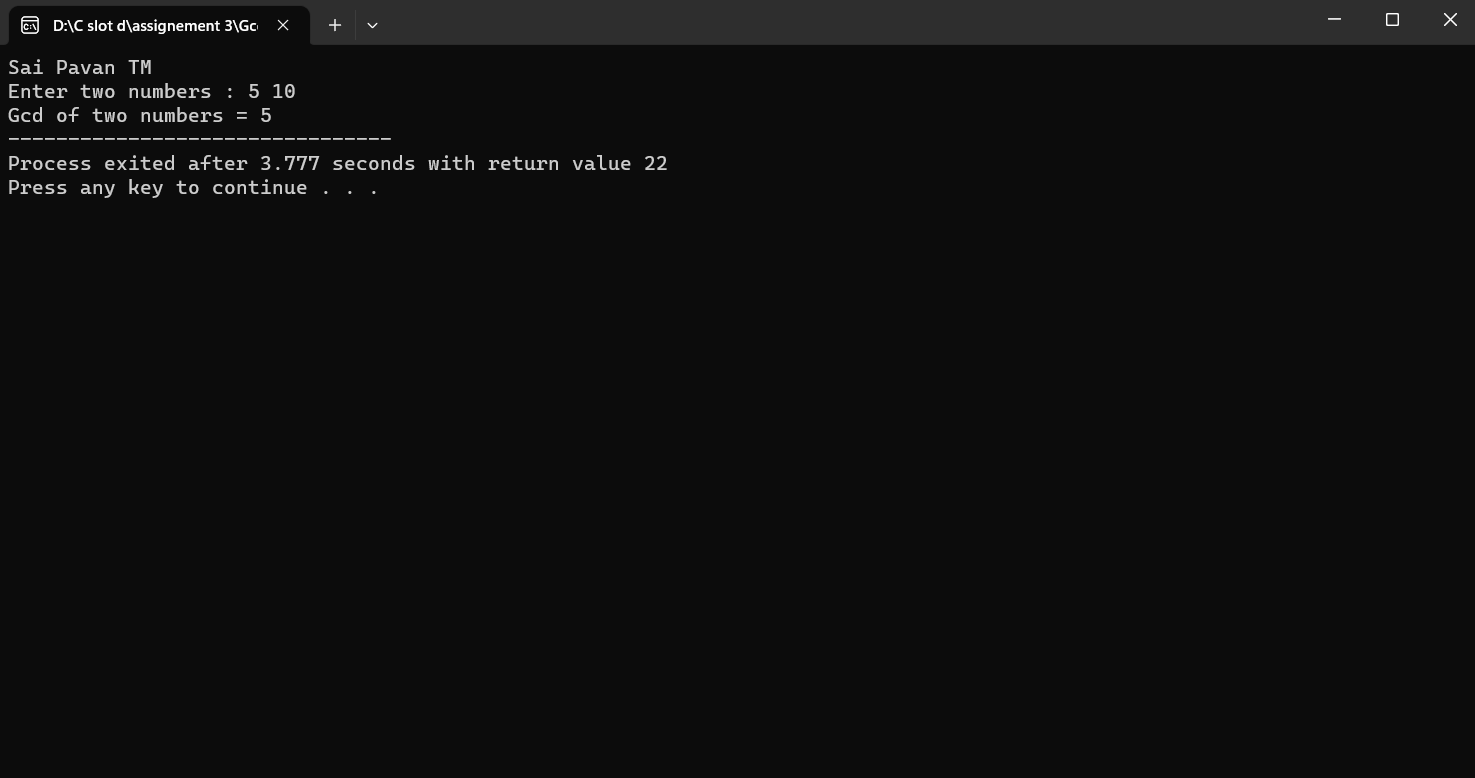 D:\C slot d\assignement 3\Gc
Sai Pavan TM
Enter two numbers : 5 10
Gcd of two numbers = 5
--------------------------------
Process exited after 3.777 seconds with return value 22
Press any key to continue . . .